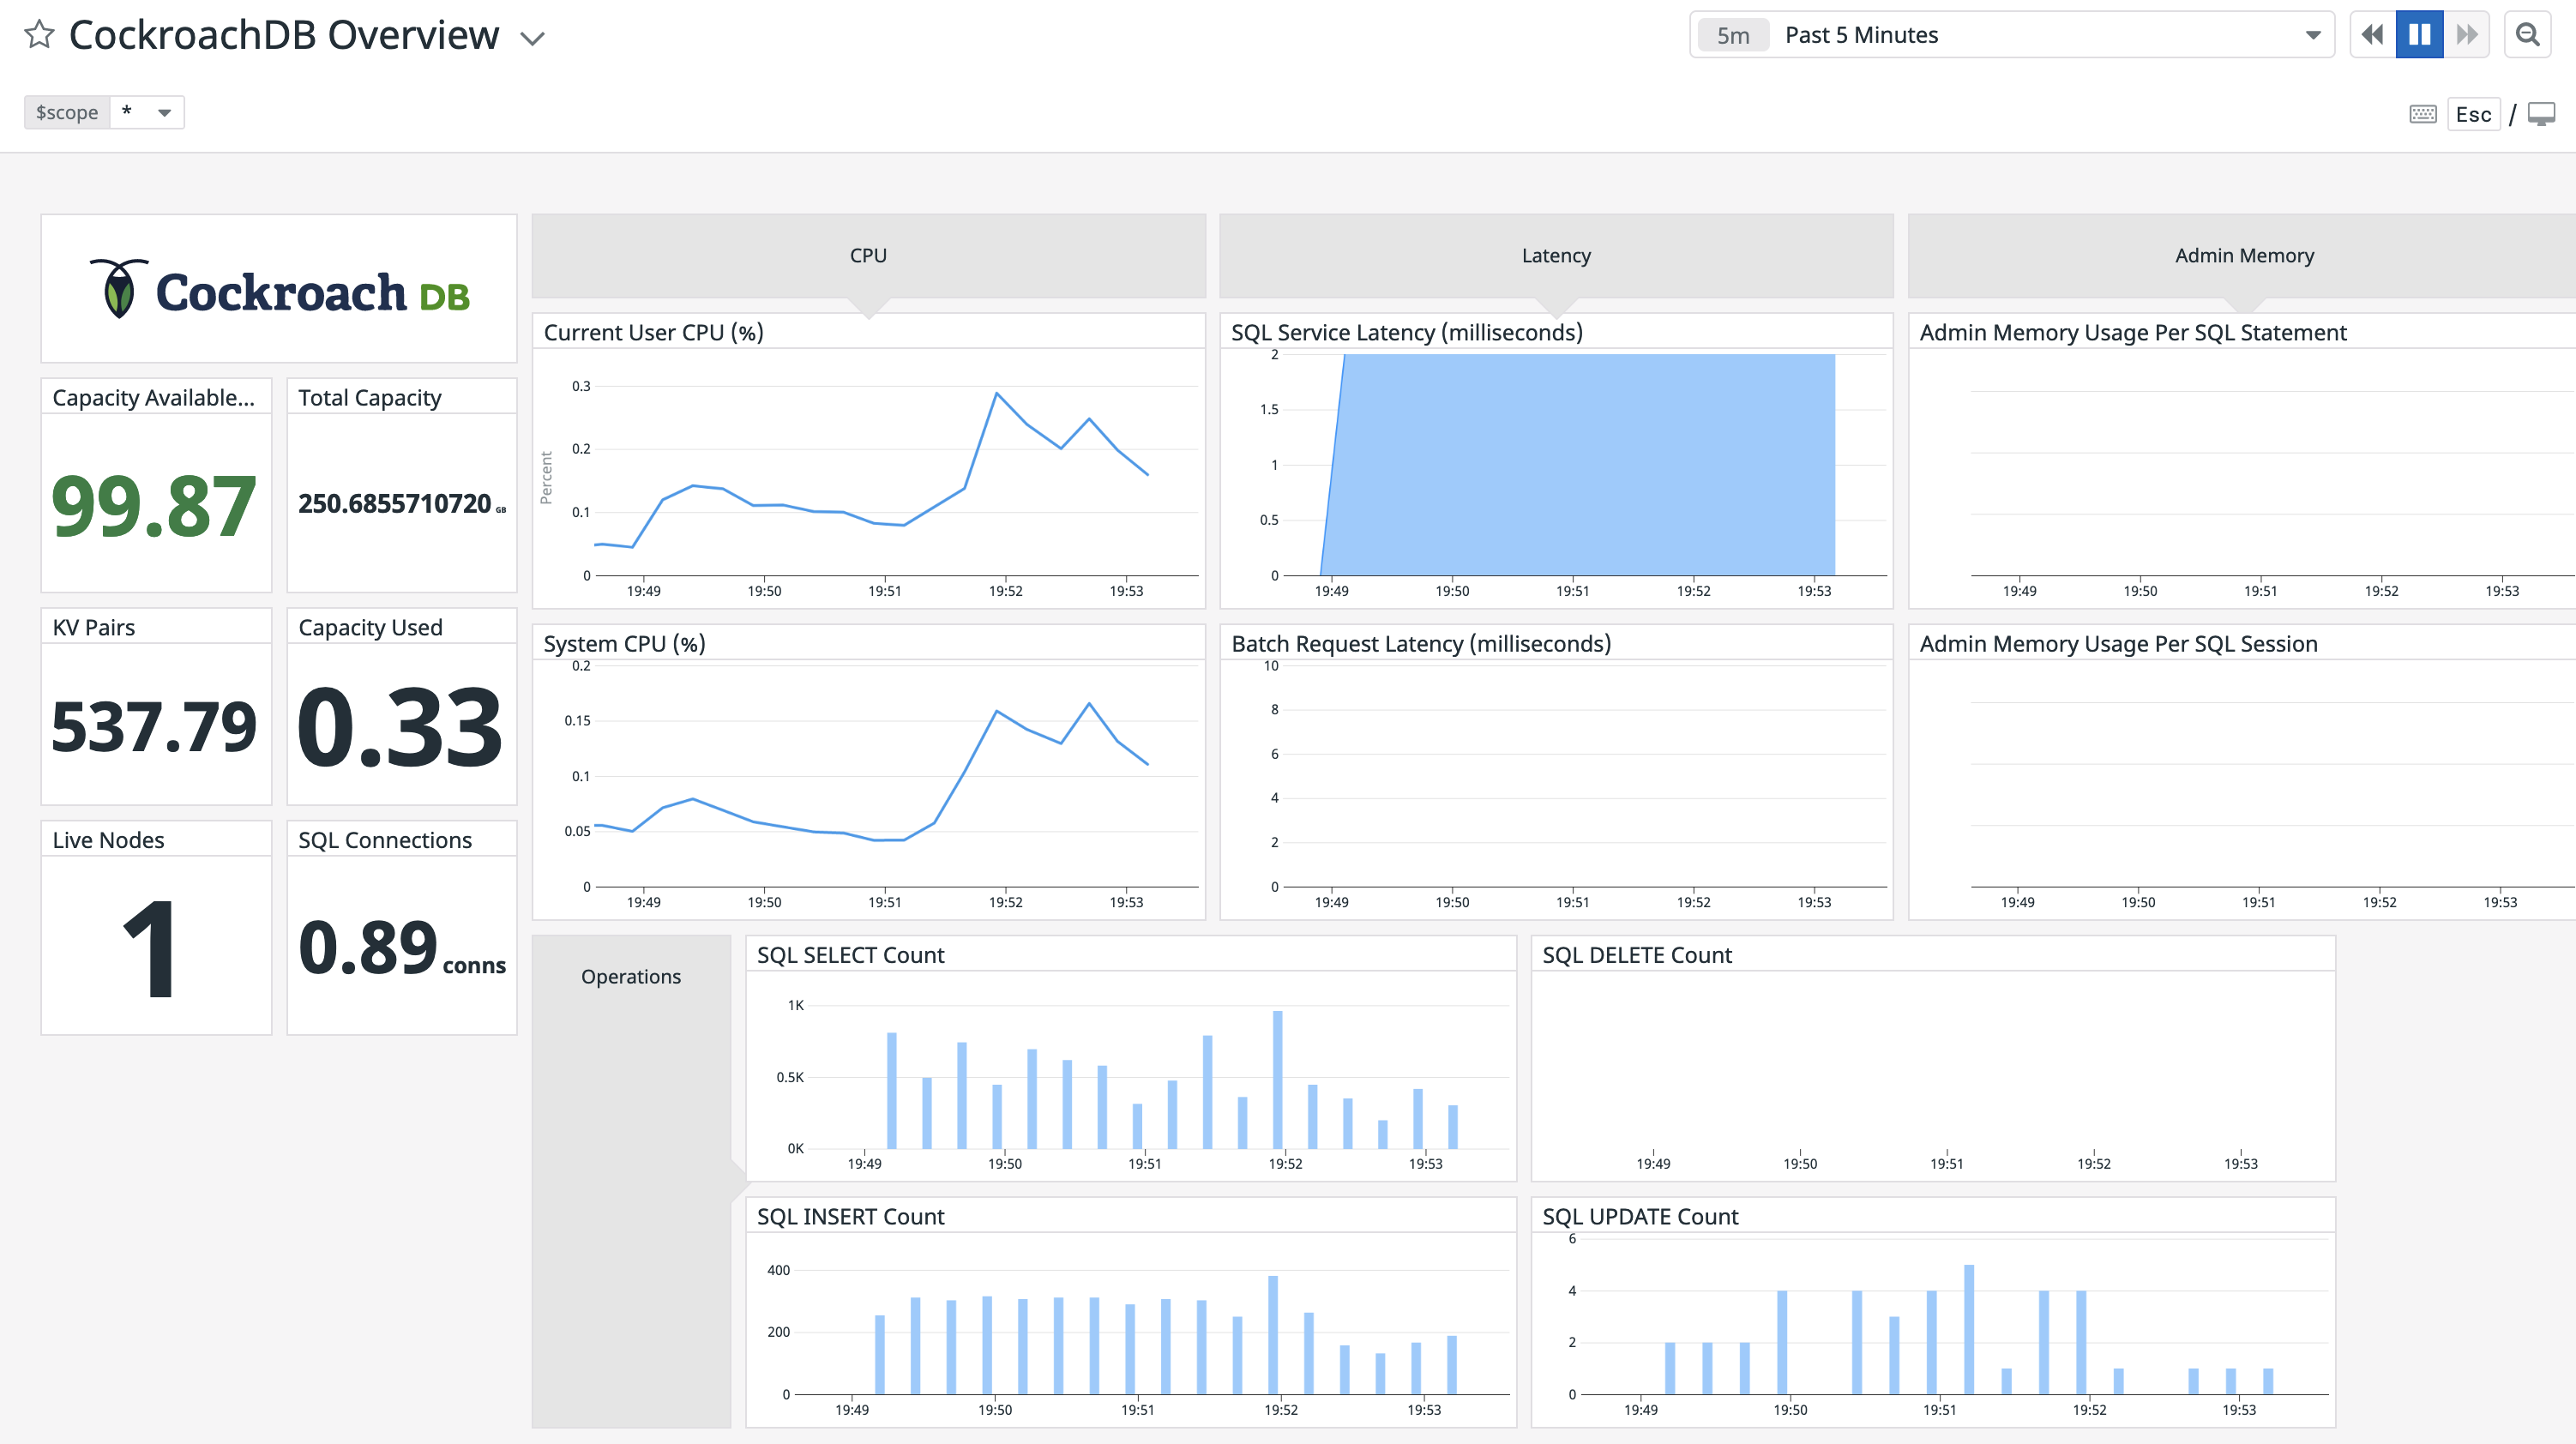 CockroachDB Overview
5m Past 5 Minutes
$scope *
Esc /
Cockroach DB
Capacity Available...
99.87
Total Capacity
250.6855710720 GB
KV Pairs
537.79
Capacity Used
0.33
Live Nodes
1
SQL Connections
0.89 conns
CPU
Current User CPU (%)
Percent
0.3
0.2
0.1
0
19:49 19:50 19:51 19:52 19:53
System CPU (%)
0.2
0.15
0.1
0.05
0
19:49 19:50 19:51 19:52 19:53
Latency
SQL Service Latency (milliseconds)
2
1.5
1
0.5
0
19:49 19:50 19:51 19:52 19:53
Batch Request Latency (milliseconds)
10
8
6
4
2
0
19:49 19:50 19:51 19:52 19:53
Admin Memory
Admin Memory Usage Per SQL Statement
19:49 19:50 19:51 19:52 19:53
Admin Memory Usage Per SQL Session
19:49 19:50 19:51 19:52 19:53
Operations
SQL SELECT Count
1K
0.5K
0K
19:49 19:50 19:51 19:52 19:53
SQL DELETE Count
19:49 19:50 19:51 19:52 19:53
SQL INSERT Count
400
200
0
19:49 19:50 19:51 19:52 19:53
SQL UPDATE Count
6
4
2
0
19:49 19:50 19:51 19:52 19:53